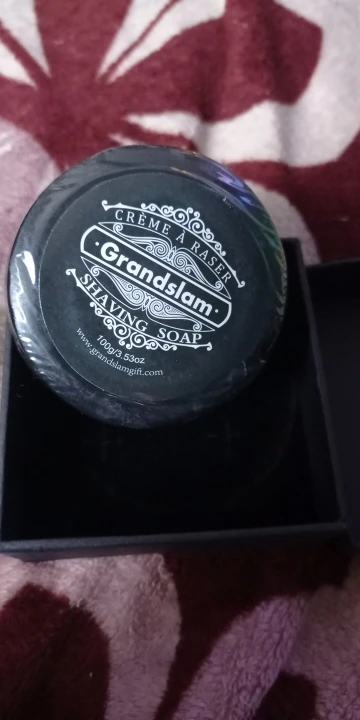 CRÈME À RASER
·Grandslam·
SHAVING SOAP
100g/3.53oz
www.grandslamgift.com